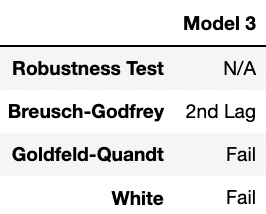 Model 3
Robustness Test N/A
Breusch-Godfrey 2nd Lag
Goldfeld-Quandt Fail
White Fail